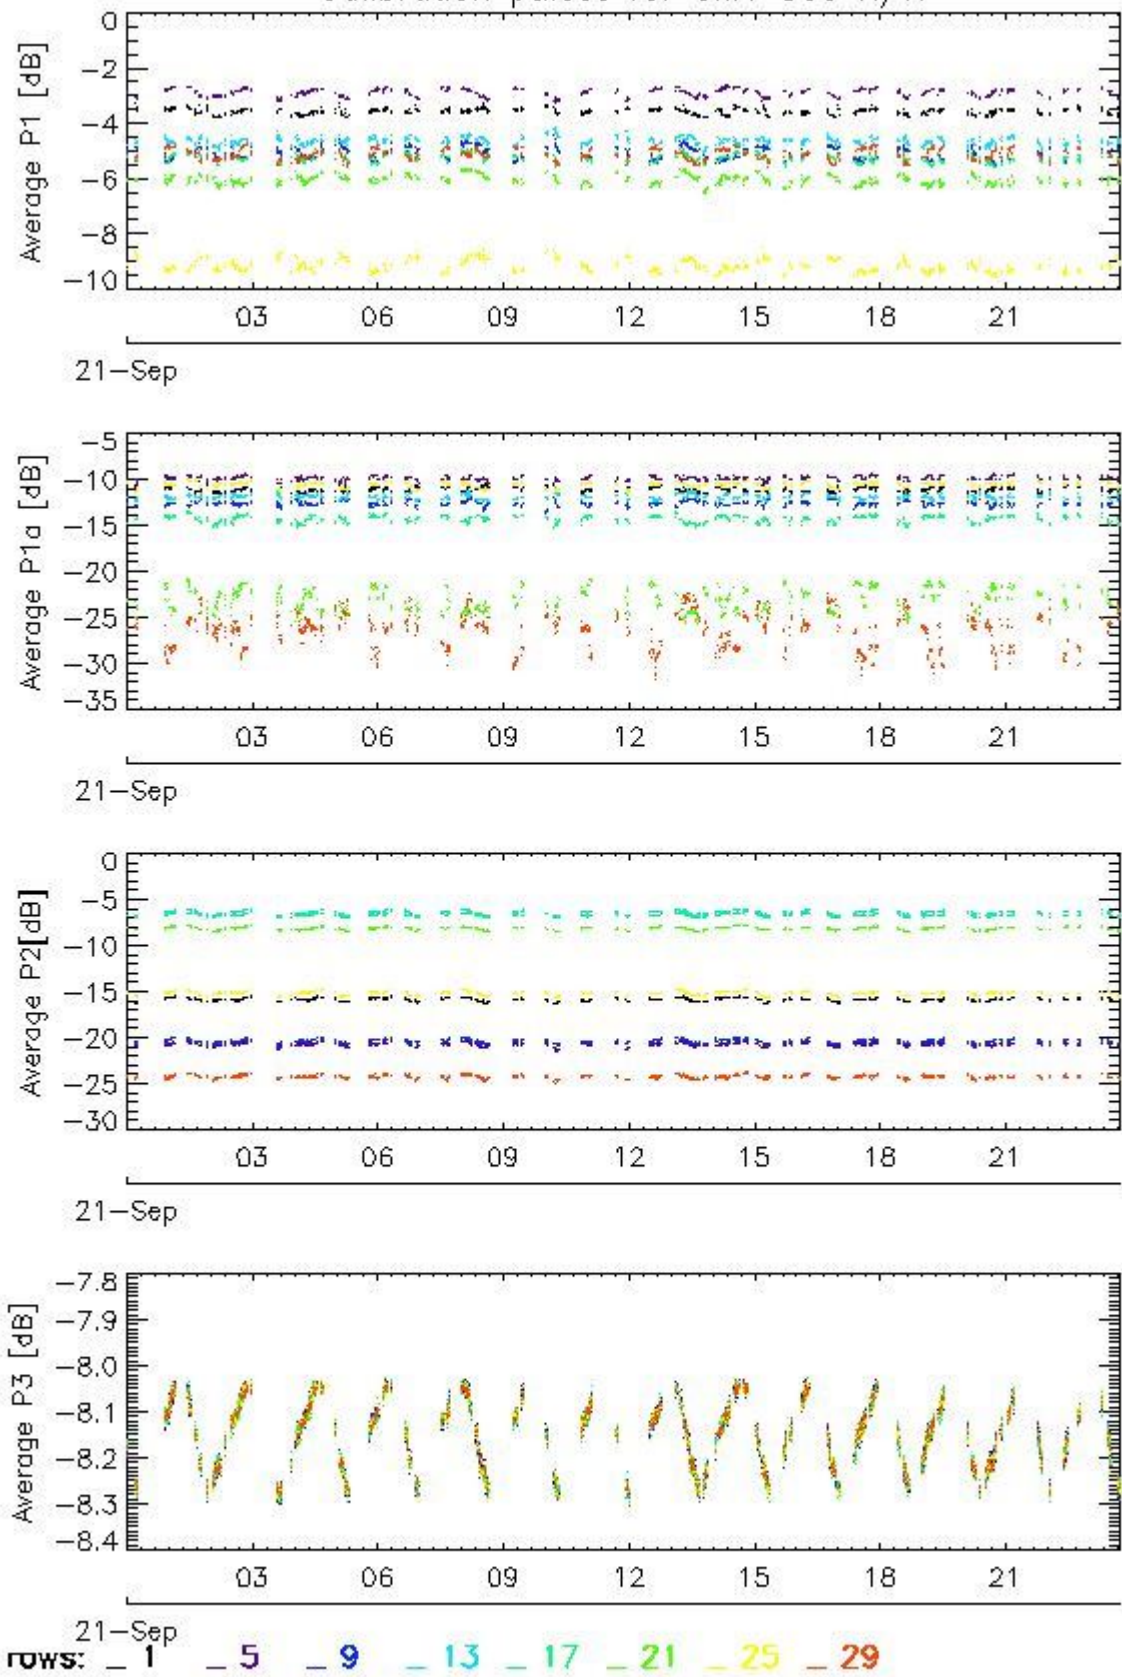 0
−2
−4
−6
−8
−10
Average P1 [dB]
03 06 09 12 15 18 21
21−Sep
−5
−10
−15
−20
−25
−30
−35
Average P1a [dB]
03 06 09 12 15 18 21
21−Sep
0
−5
−10
−15
−20
−25
−30
Average P2[dB]
03 06 09 12 15 18 21
21−Sep
−7.8
−7.9
−8.0
−8.1
−8.2
−8.3
−8.4
Average P3 [dB]
03 06 09 12 15 18 21
21−Sep
rows: _ 1 _ 5 _ 9 _ 13 _ 17 _ 21 _ 25 _ 29